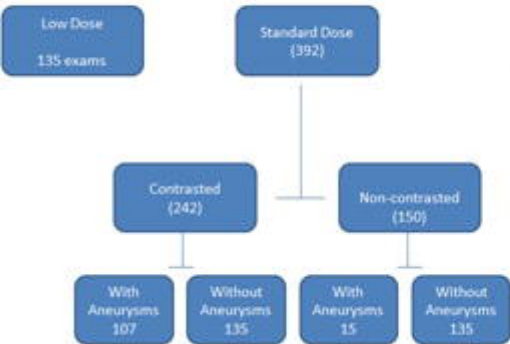 Low Dose
135 exams
Standard Dose
(392)
Contrasted
(242)
Non-contrasted
(150)
With
Aneurysms
107
Without
Aneurysms
135
With
Aneurysms
15
Without
Aneurysms
135